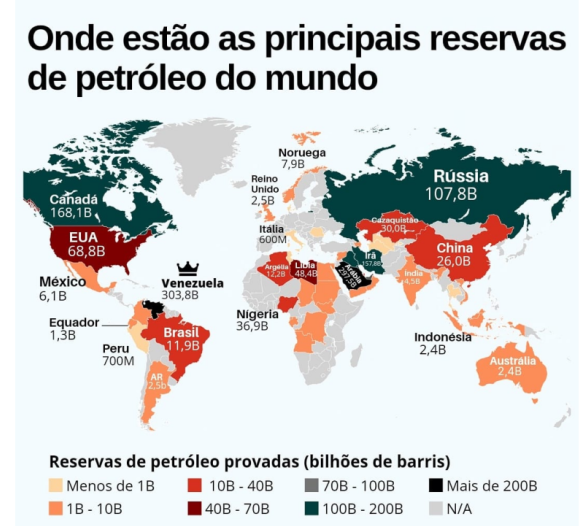 Onde estão as principais reservas
de petróleo do mundo
Noruega
7,9B
Reino
Unido
2,5B
Rússia
107,8B
Canadá
168,1B
Itália
600M
Cazaquistão
30,0B
EUA
68,8B
China
26,0B
Irã
157,8B
Argélia
12,2B
Líbia
48,4B
Arábia
297,5B
Índia
4,5B
México
6,1B
Venezuela
303,8B
Nigéria
36,9B
Equador
1,3B
Brasil
11,9B
Peru
700M
Indonésia
2,4B
Austrália
2,4B
AR
2,5b
Reservas de petróleo provadas (bilhões de barris)
Menos de 1B
10B - 40B
70B - 100B
Mais de 200B
1B - 10B
40B - 70B
100B - 200B
N/A